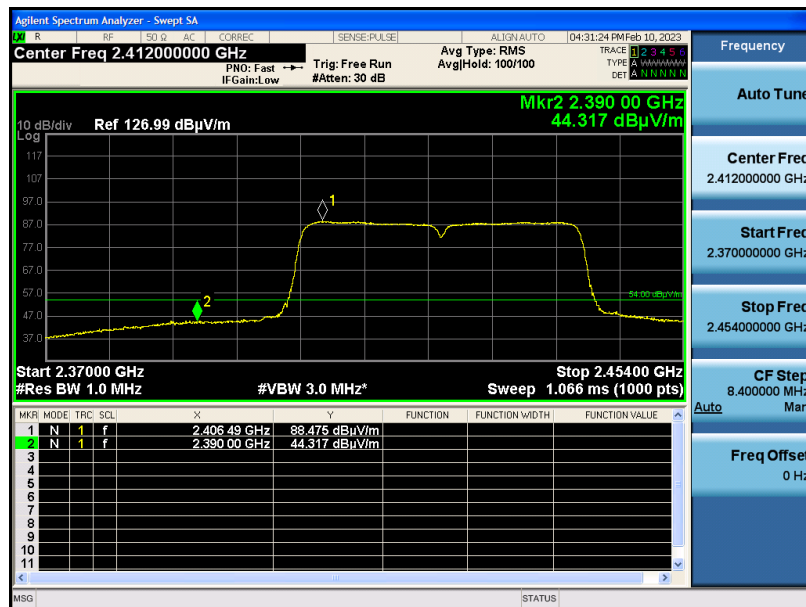 Agilent Spectrum Analyzer - Swept SA
LXI R RF 50 Ω AC CORREC SENSE:PULSE ALIGN AUTO 04:31:24 PM Feb 10, 2023
Center Freq 2.412000000 GHz
PNO: Fast
IFGain:Low
Trig: Free Run
#Atten: 30 dB
Avg Type: RMS
Avg|Hold: 100/100
TRACE 1 2 3 4 5 6
TYPE A WWWWW
DET A N N N N N
Mkr2 2.390 00 GHz
44.317 dBµV/m
10 dB/div Ref 126.99 dBµV/m
Log
117
107
97.0
87.0
77.0
67.0
57.0
47.0
37.0
1
2
54.00 dBµV/m
Start 2.37000 GHz Stop 2.45400 GHz
#Res BW 1.0 MHz #VBW 3.0 MHz* Sweep 1.066 ms (1000 pts)
MKR MODE TRC SCL X Y FUNCTION FUNCTION WIDTH FUNCTION VALUE
1 N 1 f 2.406 49 GHz 88.475 dBµV/m
2 N 1 f 2.390 00 GHz 44.317 dBµV/m
3
4
5
6
7
8
9
10
11
MSG STATUS
Frequency
Auto Tune
Center Freq
2.412000000 GHz
Start Freq
2.370000000 GHz
Stop Freq
2.454000000 GHz
CF Step
8.400000 MHz
Auto Man
Freq Offset
0 Hz